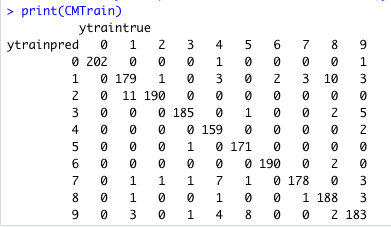 > print(CMTrain)
ytraintrue
ytrainpred 0 1 2 3 4 5 6 7 8 9
0 202 0 0 0 1 0 0 0 0 1
1 0 179 1 0 3 0 2 3 10 3
2 0 11 190 0 0 0 0 0 0 0
3 0 0 0 185 0 1 0 0 2 5
4 0 0 0 0 159 0 0 0 0 2
5 0 0 0 1 0 171 0 0 0 0
6 0 0 0 0 0 0 190 0 2 0
7 0 1 1 1 7 1 0 178 0 3
8 0 1 0 0 1 0 0 1 188 3
9 0 3 0 1 4 8 0 0 2 183